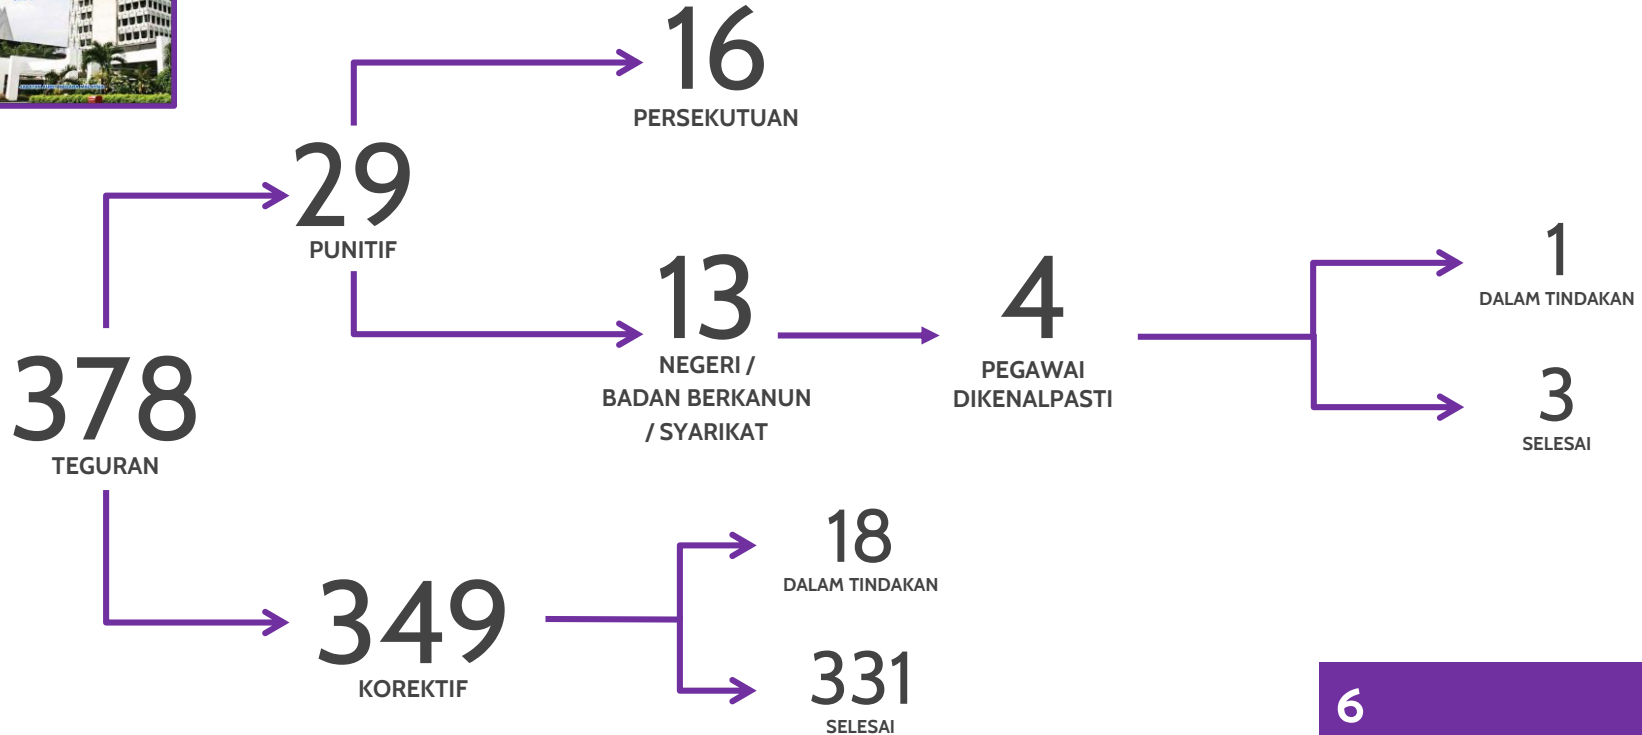 16
PERSEKUTUAN
29
PUNITIF
13
NEGERI /
BADAN BERKANUN
/ SYARIKAT
4
PEGAWAI
DIKENALPASTI
1
DALAM TINDAKAN
3
SELESAI
378
TEGURAN
349
KOREKTIF
18
DALAM TINDAKAN
331
SELESAI
6